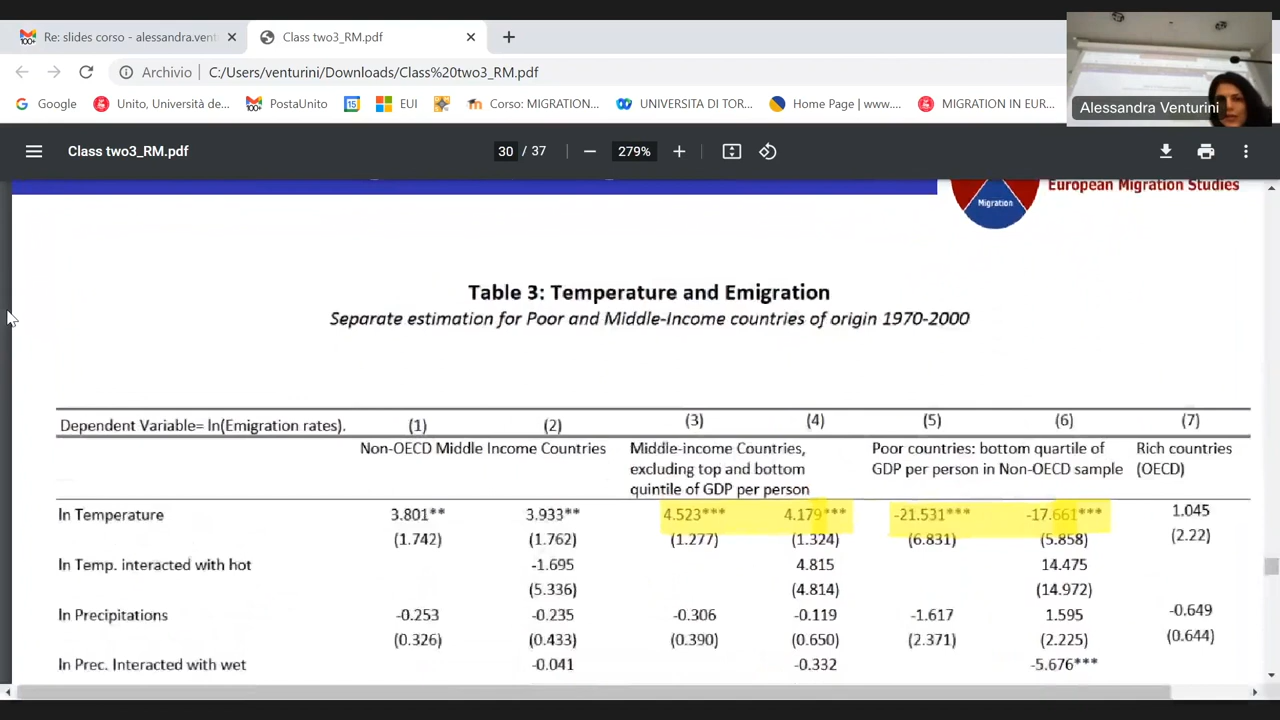 Re: slides corso - alessandra.ven
Class two3_RM.pdf
Archivio
C:/Users/venturini/Downloads/Class%20two3_RM.pdf
Google
Unito, Università de...
PostaUnito
EUI
Corso: MIGRATION...
UNIVERSITA DI TOR...
Home Page | www....
MIGRATION IN EUR...
Alessandra Venturini
Class two3_RM.pdf
30 / 37
279%
European Migration Studies
Migration
Table 3: Temperature and Emigration
Separate estimation for Poor and Middle-Income countries of origin 1970-2000
Dependent Variable= ln(Emigration rates). (1) (2) (3) (4) (5) (6) (7)
Non-OECD Middle Income Countries
Middle-income Countries,
excluding top and bottom
quintile of GDP per person
Poor countries: bottom quartile of
GDP per person in Non-OECD sample
Rich countries
(OECD)
ln Temperature 3.801** 3.933** 4.523*** 4.179*** -21.531*** -17.661*** 1.045
(1.742) (1.762) (1.277) (1.324) (6.831) (5.858) (2.22)
ln Temp. interacted with hot -1.695 4.815 14.475
(5.336) (4.814) (14.972)
ln Precipitations -0.253 -0.235 -0.306 -0.119 -1.617 1.595 -0.649
(0.326) (0.433) (0.390) (0.650) (2.371) (2.225) (0.644)
ln Prec. Interacted with wet -0.041 -0.332 -5.676***